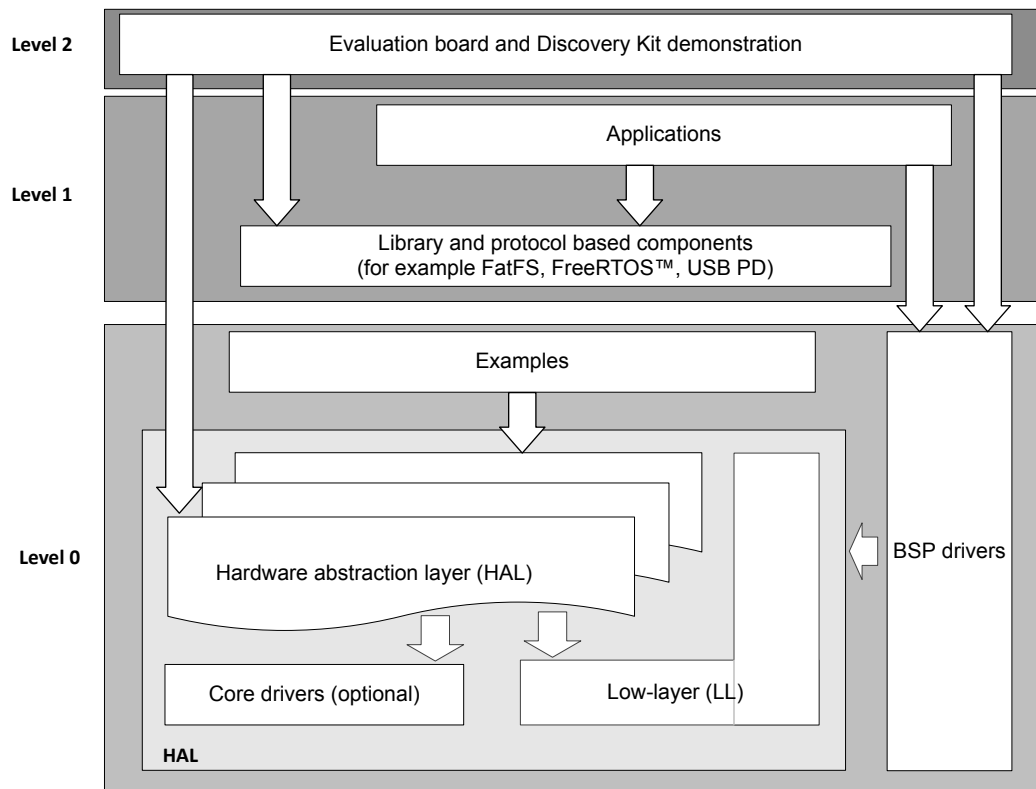 Level 2
Evaluation board and Discovery Kit demonstration
Applications
Level 1
Library and protocol based components
(for example FatFS, FreeRTOS™, USB PD)
Examples
Level 0
Hardware abstraction layer (HAL)
BSP drivers
Core drivers (optional)
Low-layer (LL)
HAL